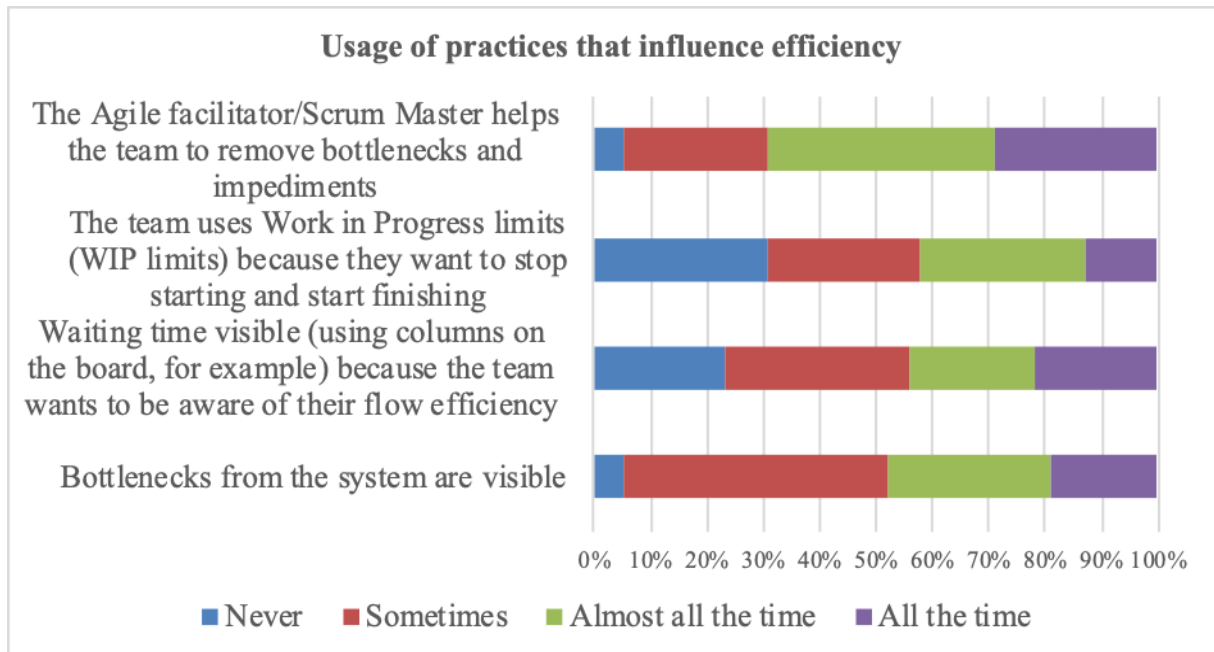 Usage of practices that influence efficiency
The Agile facilitator/Scrum Master helps
the team to remove bottlenecks and
impediments
The team uses Work in Progress limits
(WIP limits) because they want to stop
starting and start finishing
Waiting time visible (using columns on
the board, for example) because the team
wants to be aware of their flow efficiency
Bottlenecks from the system are visible
0% 10% 20% 30% 40% 50% 60% 70% 80% 90% 100%
Never Sometimes Almost all the time All the time